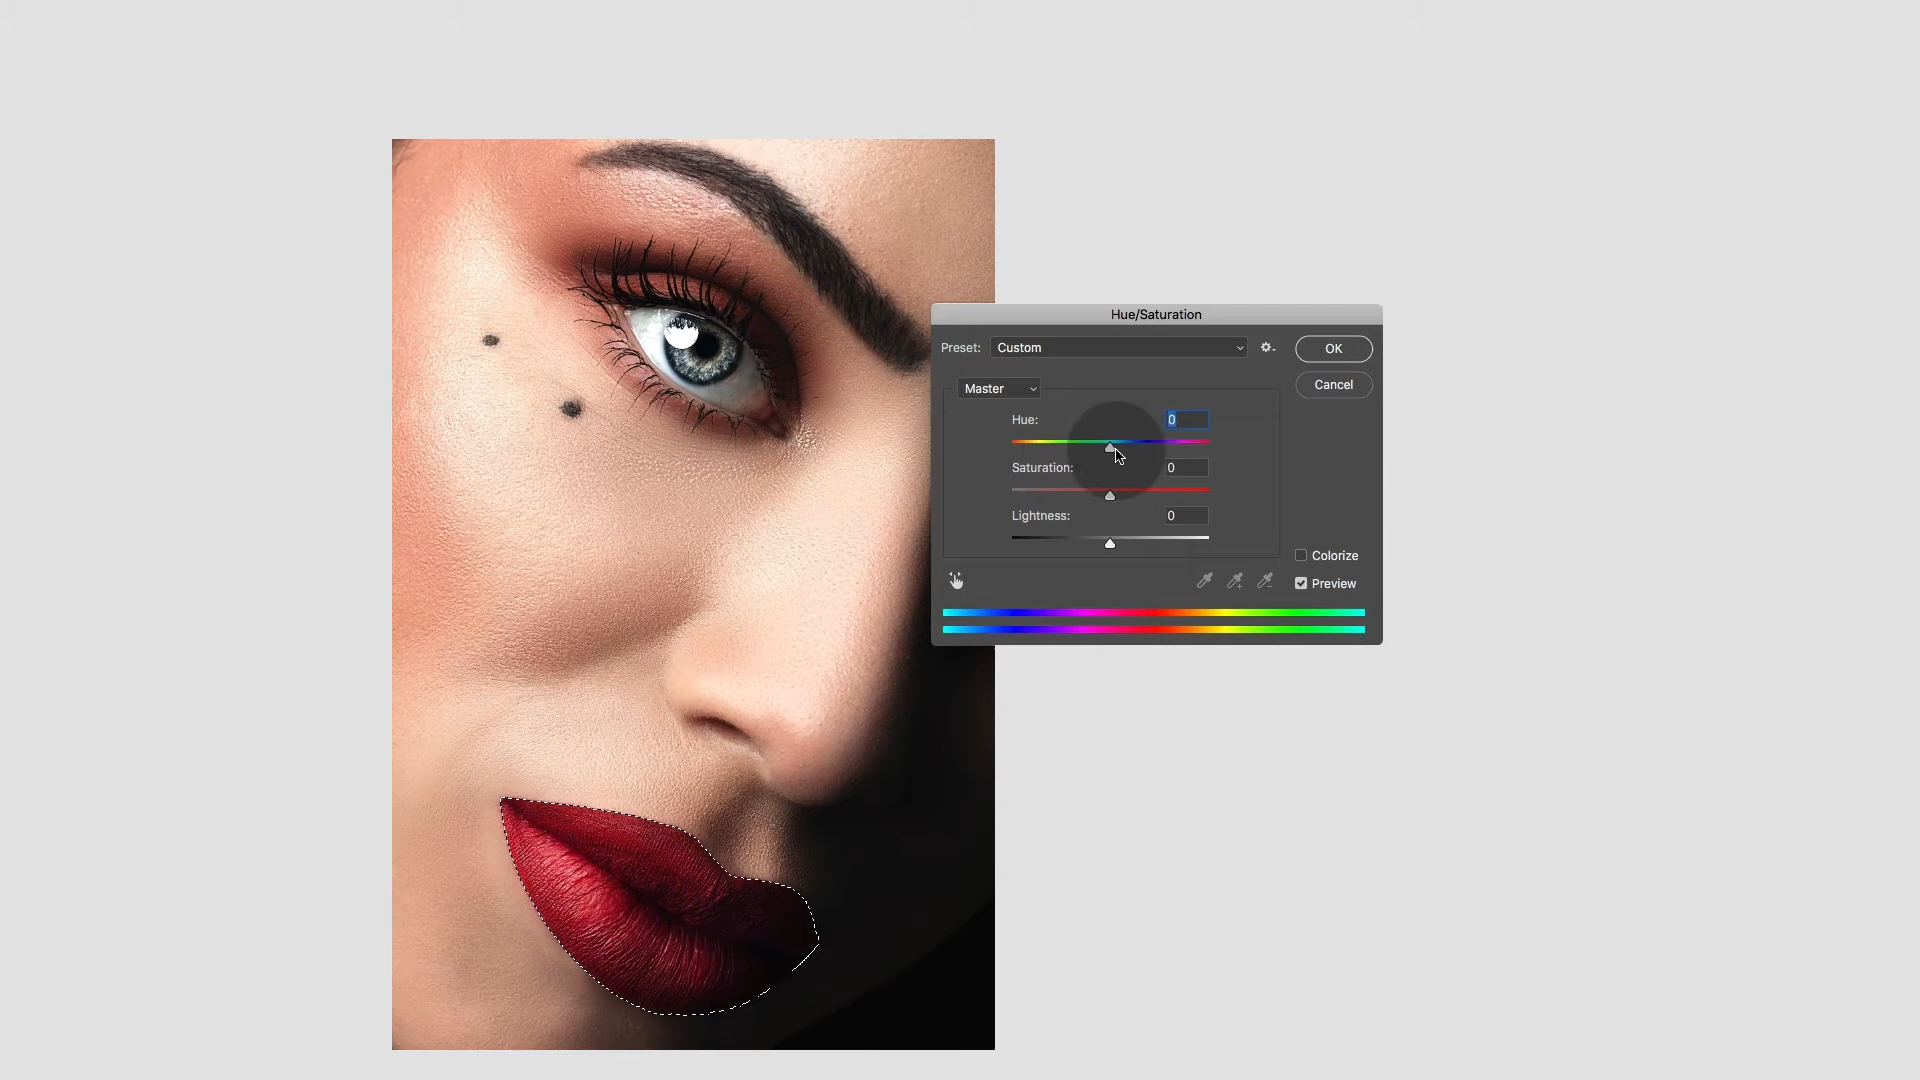 Hue/Saturation
Preset: Custom
OK
Cancel
Master
Hue: 0
Saturation: 0
Lightness: 0
Colorize
Preview